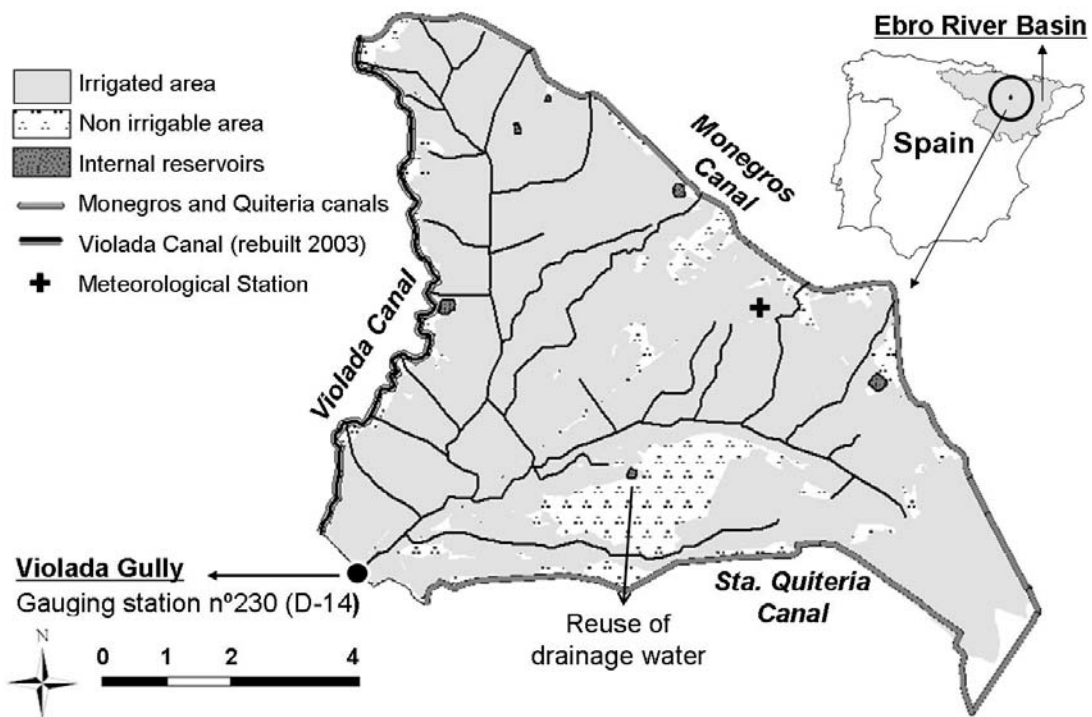 Ebro River Basin
Spain
Irrigated area
Non irrigable area
Internal reservoirs
Monegros and Quiteria canals
Violada Canal (rebuilt 2003)
Meteorological Station
Monegros
Canal
Violada Canal
Violada Gully
Gauging station nº230 (D-14)
Sta. Quiteria
Canal
Reuse of
drainage water
N
0 1 2 4